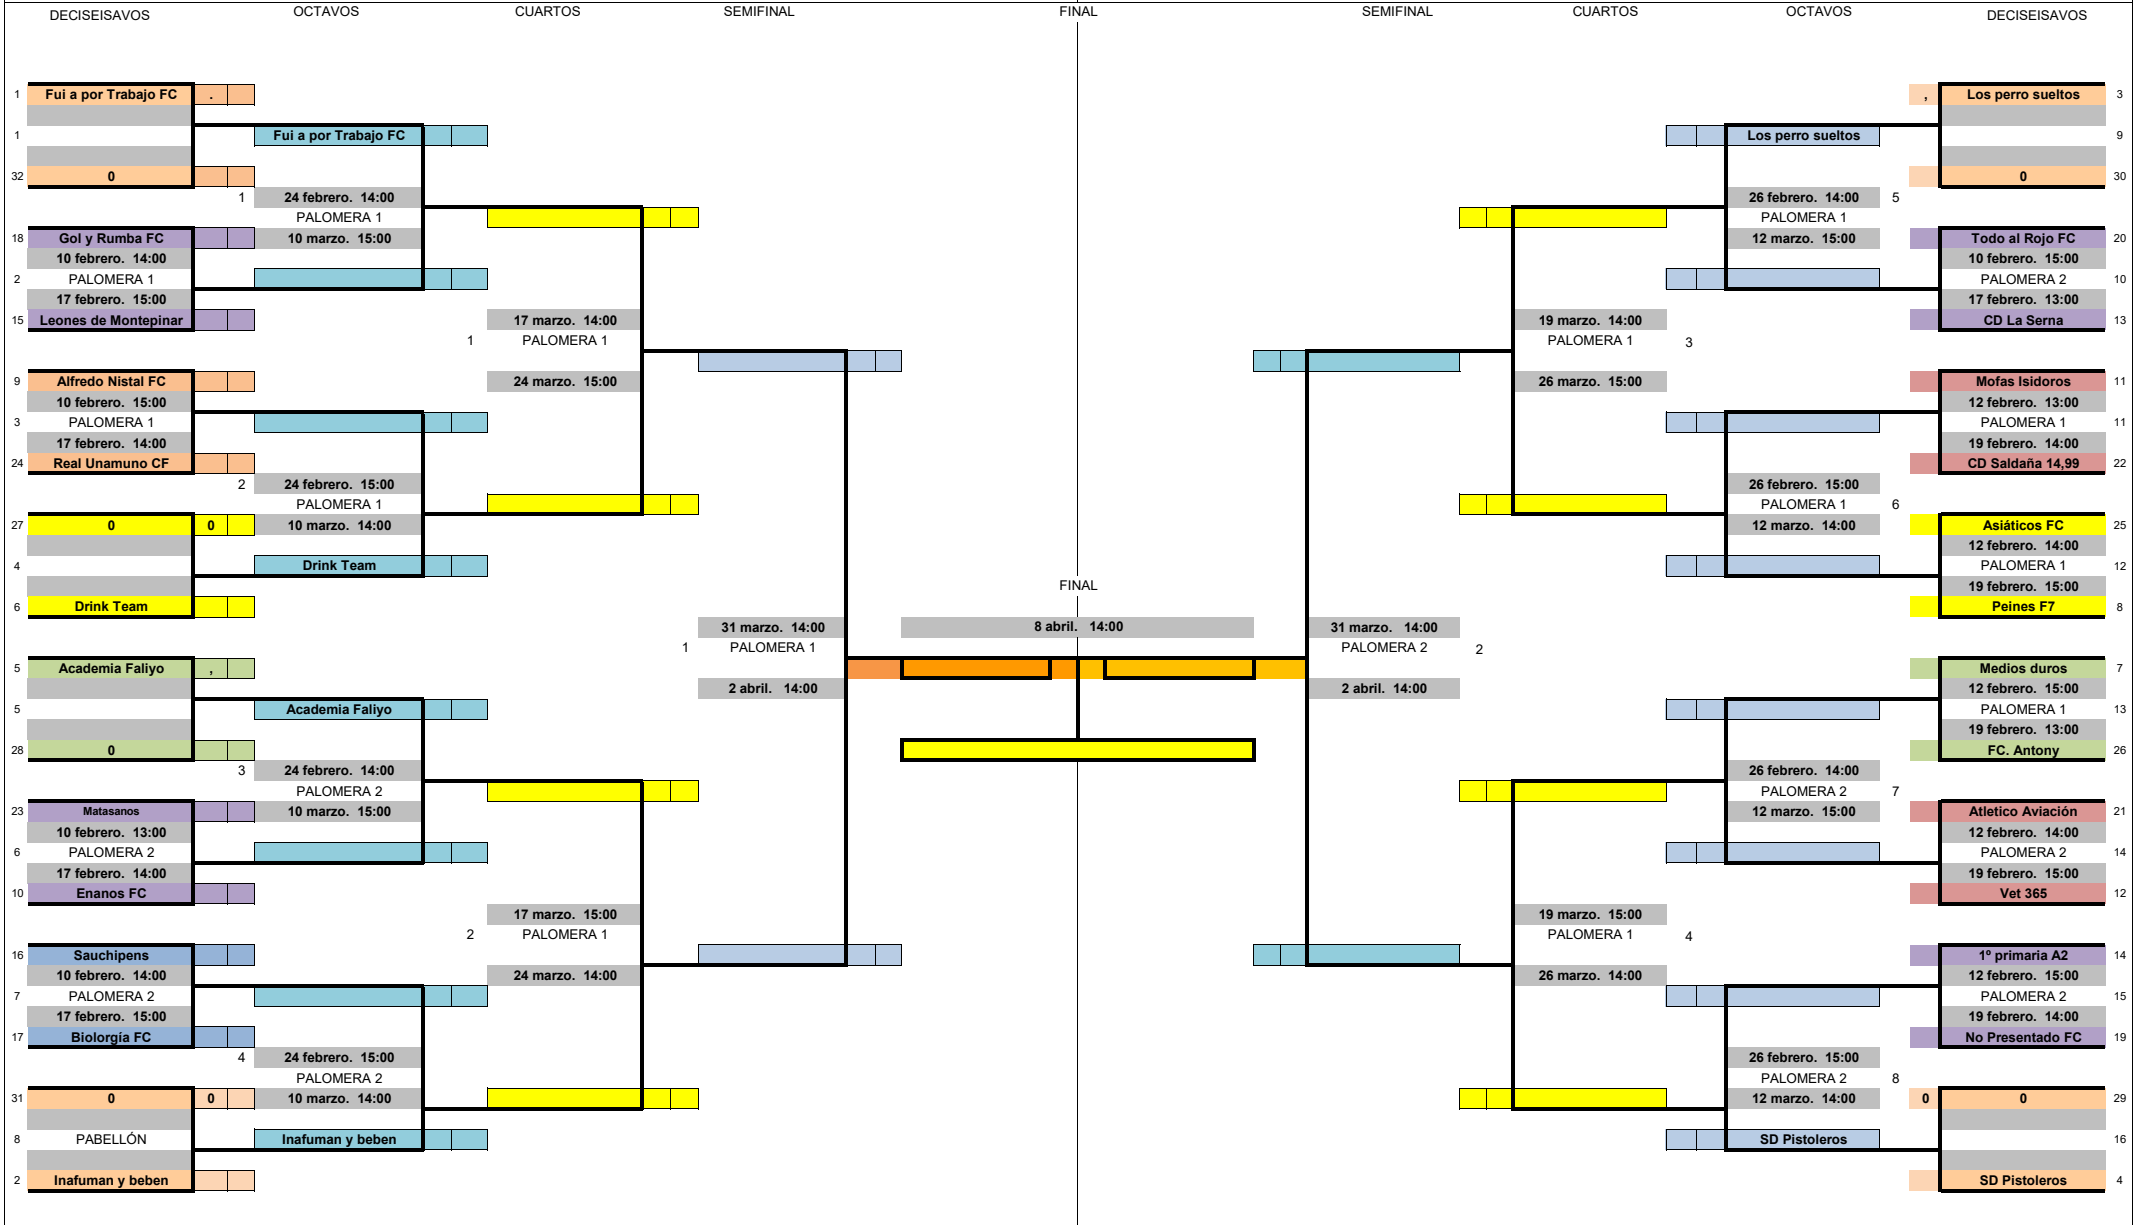 DECISEISAVOS OCTAVOS CUARTOS SEMIFINAL FINAL SEMIFINAL CUARTOS OCTAVOS DECISEISAVOS
1 Fui a por Trabajo FC . , Los perro sueltos 3
1 Fui a por Trabajo FC Los perro sueltos 9
32 0 0 30
1 24 febrero. 14:00 26 febrero. 14:00 5
PALOMERA 1 PALOMERA 1
18 Gol y Rumba FC 10 marzo. 15:00 12 marzo. 15:00 Todo al Rojo FC 20
10 febrero. 14:00 10 febrero. 15:00
2 PALOMERA 1 PALOMERA 2 10
17 febrero. 15:00 17 febrero. 13:00
15 Leones de Montepinar 17 marzo. 14:00 19 marzo. 14:00 CD La Serna 13
1 PALOMERA 1 PALOMERA 1 3
9 Alfredo Nistal FC 24 marzo. 15:00 26 marzo. 15:00 Mofas Isidoros 11
10 febrero. 15:00 12 febrero. 13:00
3 PALOMERA 1 PALOMERA 1 11
17 febrero. 14:00 19 febrero. 14:00
24 Real Unamuno CF CD Saldaña 14,99 22
2 24 febrero. 15:00 26 febrero. 15:00
PALOMERA 1 PALOMERA 1 6
27 0 0 10 marzo. 14:00 12 marzo. 14:00 Asiáticos FC 25
12 febrero. 14:00
4 Drink Team PALOMERA 1 12
FINAL 19 febrero. 15:00
6 Drink Team Peines F7 8
31 marzo. 14:00 8 abril. 14:00 31 marzo. 14:00
1 PALOMERA 1 PALOMERA 2 2
5 Academia Faliyo , Medios duros 7
2 abril. 14:00 2 abril. 14:00 12 febrero. 15:00
5 Academia Faliyo PALOMERA 1 13
19 febrero. 13:00
28 0 FC. Antony 26
3 24 febrero. 14:00 26 febrero. 14:00
PALOMERA 2 PALOMERA 2 7
23 Matasanos 10 marzo. 15:00 12 marzo. 15:00 Atletico Aviación 21
10 febrero. 13:00 12 febrero. 14:00
6 PALOMERA 2 PALOMERA 2 14
17 febrero. 14:00 19 febrero. 15:00
10 Enanos FC Vet 365 12
17 marzo. 15:00 19 marzo. 15:00
2 PALOMERA 1 PALOMERA 1 4
16 Sauchipens 1º primaria A2 14
10 febrero. 14:00 24 marzo. 14:00 26 marzo. 14:00 12 febrero. 15:00
7 PALOMERA 2 PALOMERA 2 15
17 febrero. 15:00 19 febrero. 14:00
17 Biolorgía FC No Presentado FC 19
4 24 febrero. 15:00 26 febrero. 15:00
PALOMERA 2 PALOMERA 2 8
31 0 0 10 marzo. 14:00 12 marzo. 14:00 0 0 29
8 PABELLÓN Inafuman y beben SD Pistoleros 16
2 Inafuman y beben SD Pistoleros 4